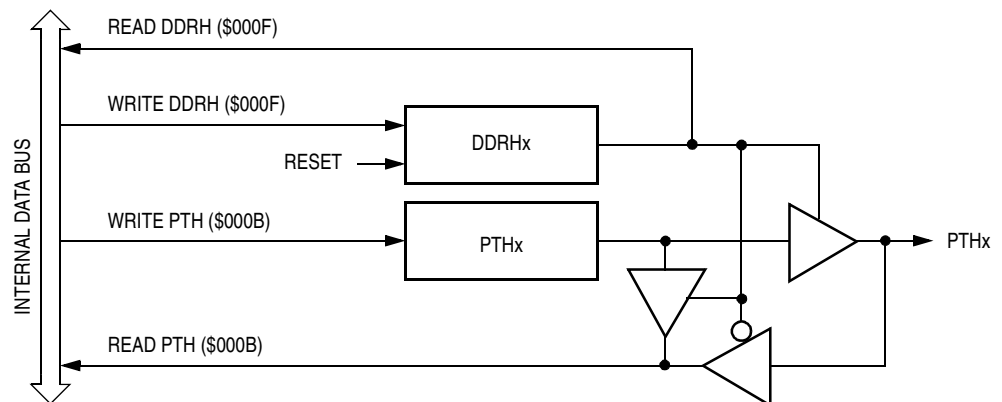 READ DDRH ($000F)
WRITE DDRH ($000F)
DDRHx
RESET
INTERNAL DATA BUS
WRITE PTH ($000B)
PTHx
PTHx
READ PTH ($000B)